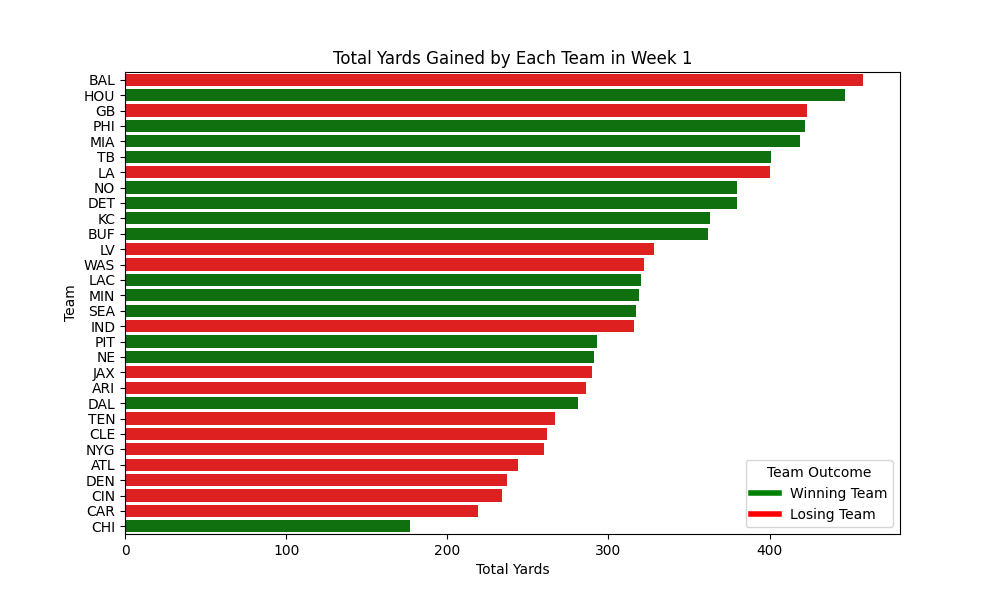 Total Yards Gained by Each Team in Week 1
BAL
HOU
GB
PHI
MIA
TB
LA
NO
DET
KC
BUF
LV
WAS
LAC
MIN
SEA
IND
PIT
NE
JAX
ARI
DAL
TEN
CLE
NYG
ATL
DEN
CIN
CAR
CHI
Team
Team Outcome
Winning Team
Losing Team
0 100 200 300 400
Total Yards